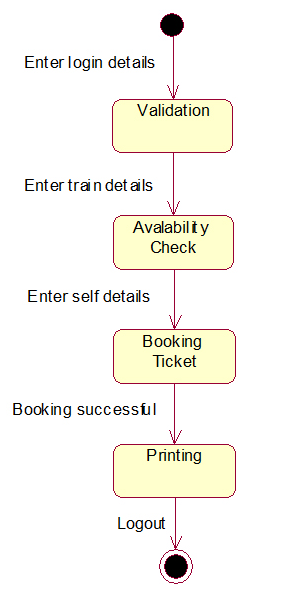 Enter login details
Validation
Enter train details
Avalability
Check
Enter self details
Booking
Ticket
Booking successful
Printing
Logout